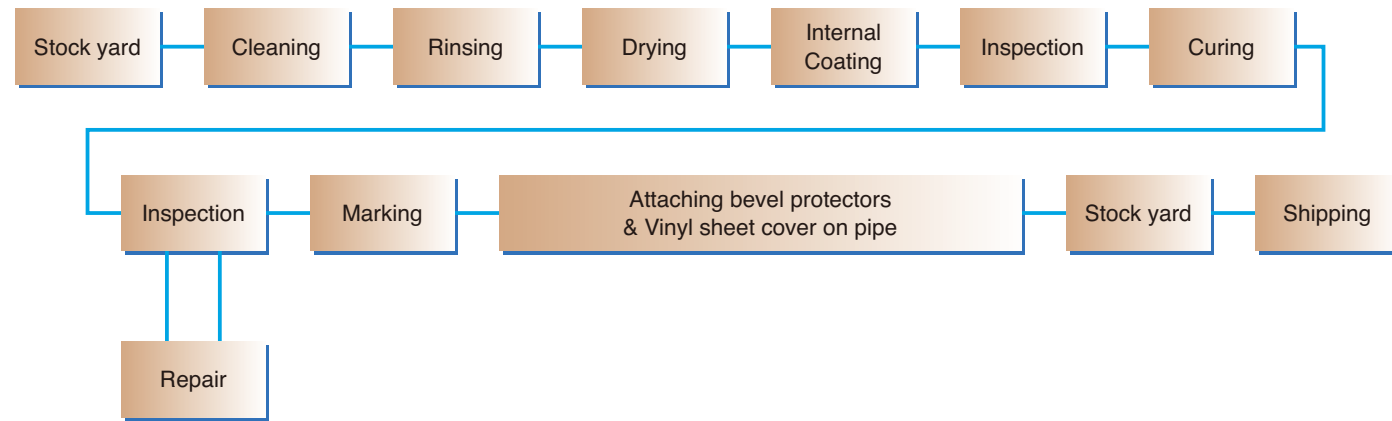 Stock yard
Cleaning
Rinsing
Drying
Internal
Coating
Inspection
Curing
Inspection
Marking
Attaching bevel protectors
& Vinyl sheet cover on pipe
Stock yard
Shipping
Repair